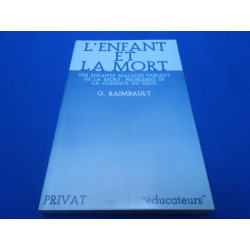 L'ENFANT
ET
LA MORT
DES ENFANTS MALADES PARLENT
DE LA MORT: PROBLEMES DE
LA CLINIQUE DU DEUIL
G. RAIMBAULT
PRIVAT "éducateurs"